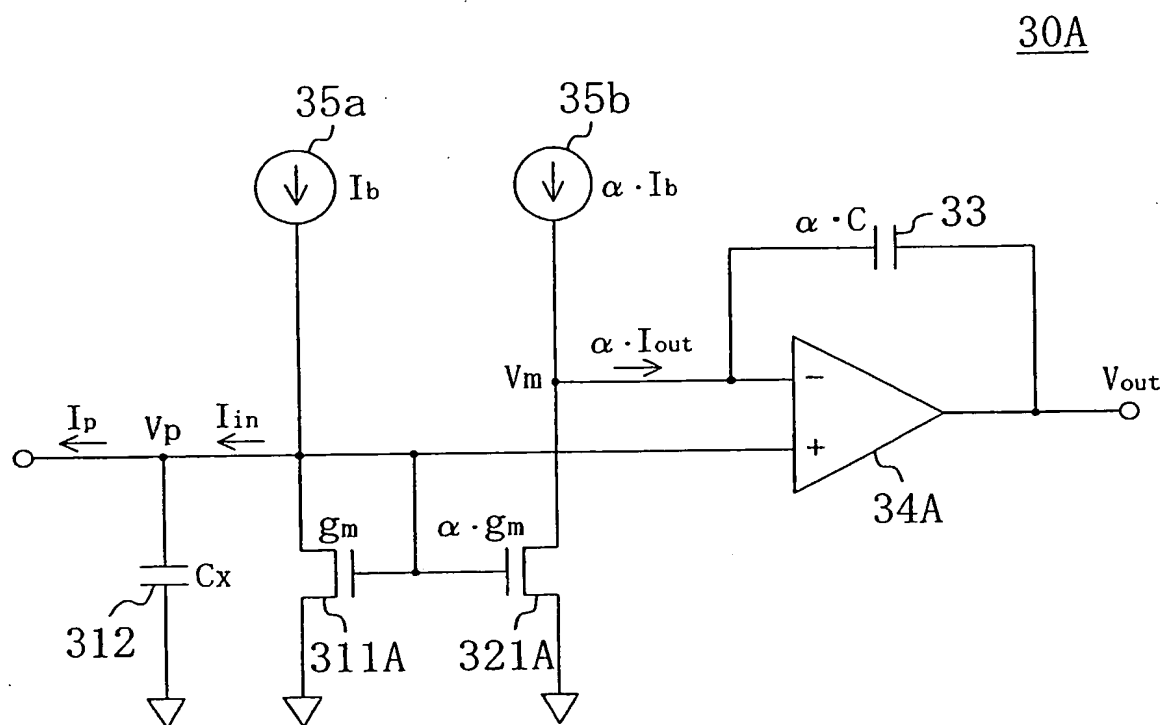 30A
35a
35b
Ib
α·Ib
α·C
33
α·Iout
Vm
Vout
−
Ip
Vp
Iin
+
34A
gm
α·gm
Cx
312
311A
321A